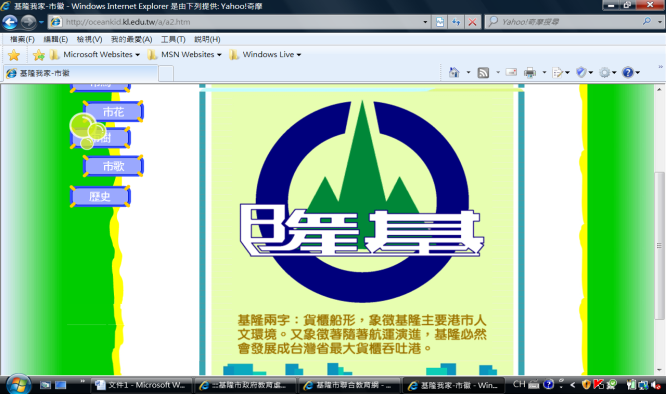 基隆我家-市徽 - Windows Internet Explorer 是由下列提供: Yahoo!奇摩
http://oceankid.kl.edu.tw/a/a2.htm
Yahoo!奇摩搜尋
檔案(F) 編輯(E) 檢視(V) 我的最愛(A) 工具(T) 說明(H)
Microsoft Websites MSN Websites Windows Live
基隆我家-市徽
市花
市歌
歷史
隆基
基隆兩字：貨櫃船形，象徵基隆主要港市人
文環境。又象徵著隨著航運演進，基隆必然
會發展成台灣省最大貨櫃吞吐港。
文件1 - Microsoft W...
:::基隆市政府教育處...
基隆市聯合教育網 - ...
基隆我家-市徽 - Win...
CH